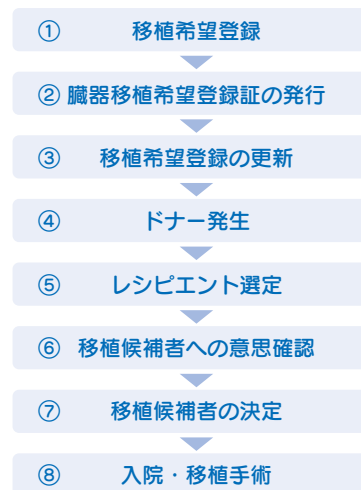 ① 移植希望登録
② 臓器移植希望登録証の発行
③ 移植希望登録の更新
④ ドナー発生
⑤ レシピエント選定
⑥ 移植候補者への意思確認
⑦ 移植候補者の決定
⑧ 入院・移植手術